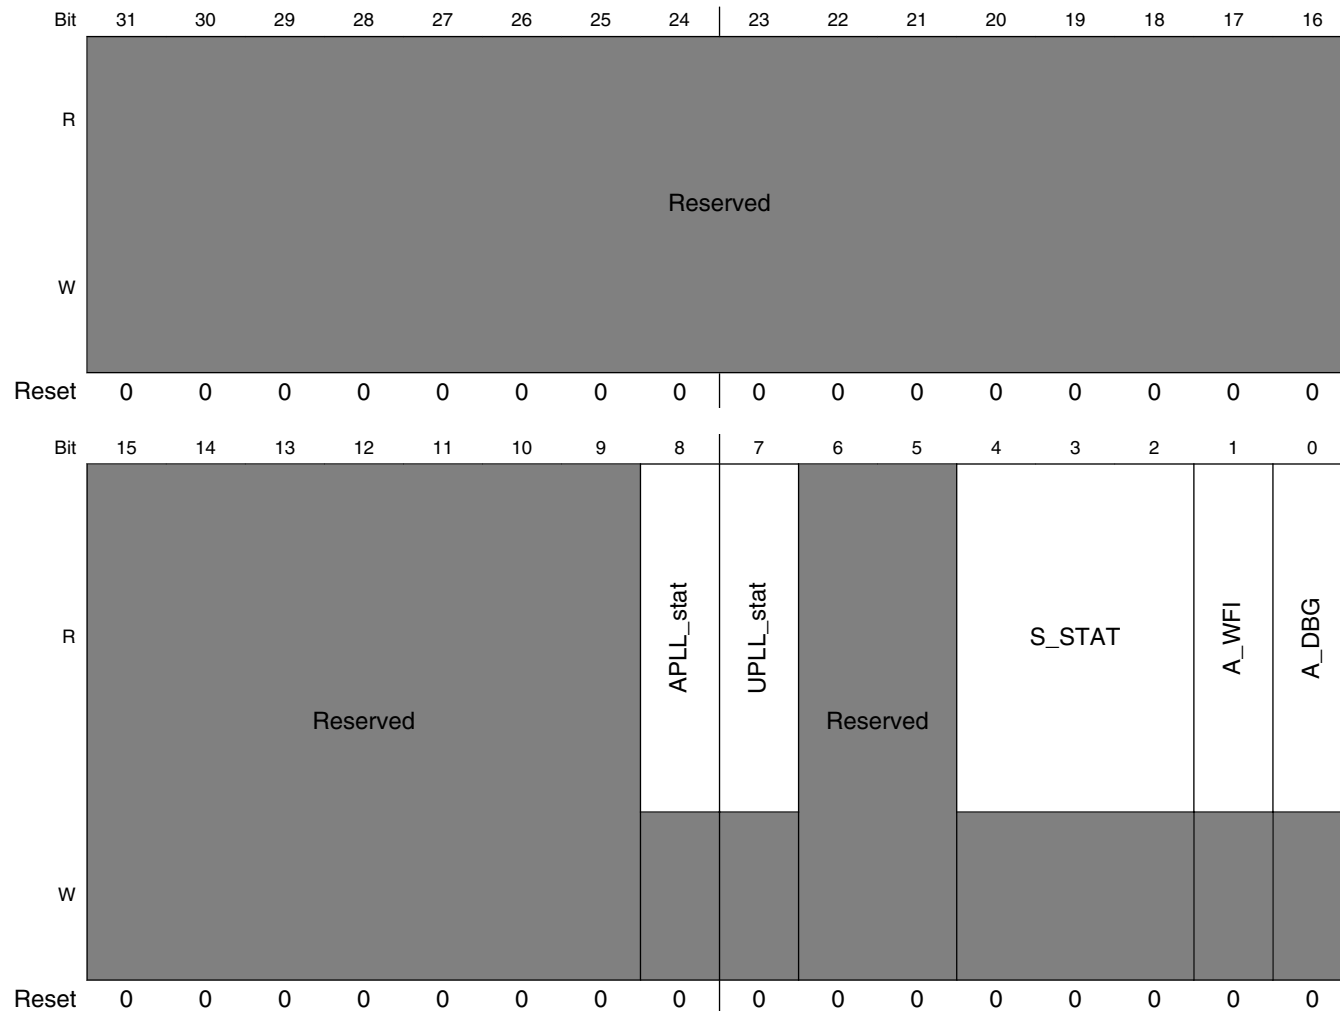 Bit 31 30 29 28 27 26 25 24 23 22 21 20 19 18 17 16
R
Reserved
W
Reset 0 0 0 0 0 0 0 0 0 0 0 0 0 0 0 0
Bit 15 14 13 12 11 10 9 8 7 6 5 4 3 2 1 0
R APLL_stat UPLL_stat S_STAT A_WFI A_DBG
Reserved Reserved
W
Reset 0 0 0 0 0 0 0 0 0 0 0 0 0 0 0 0